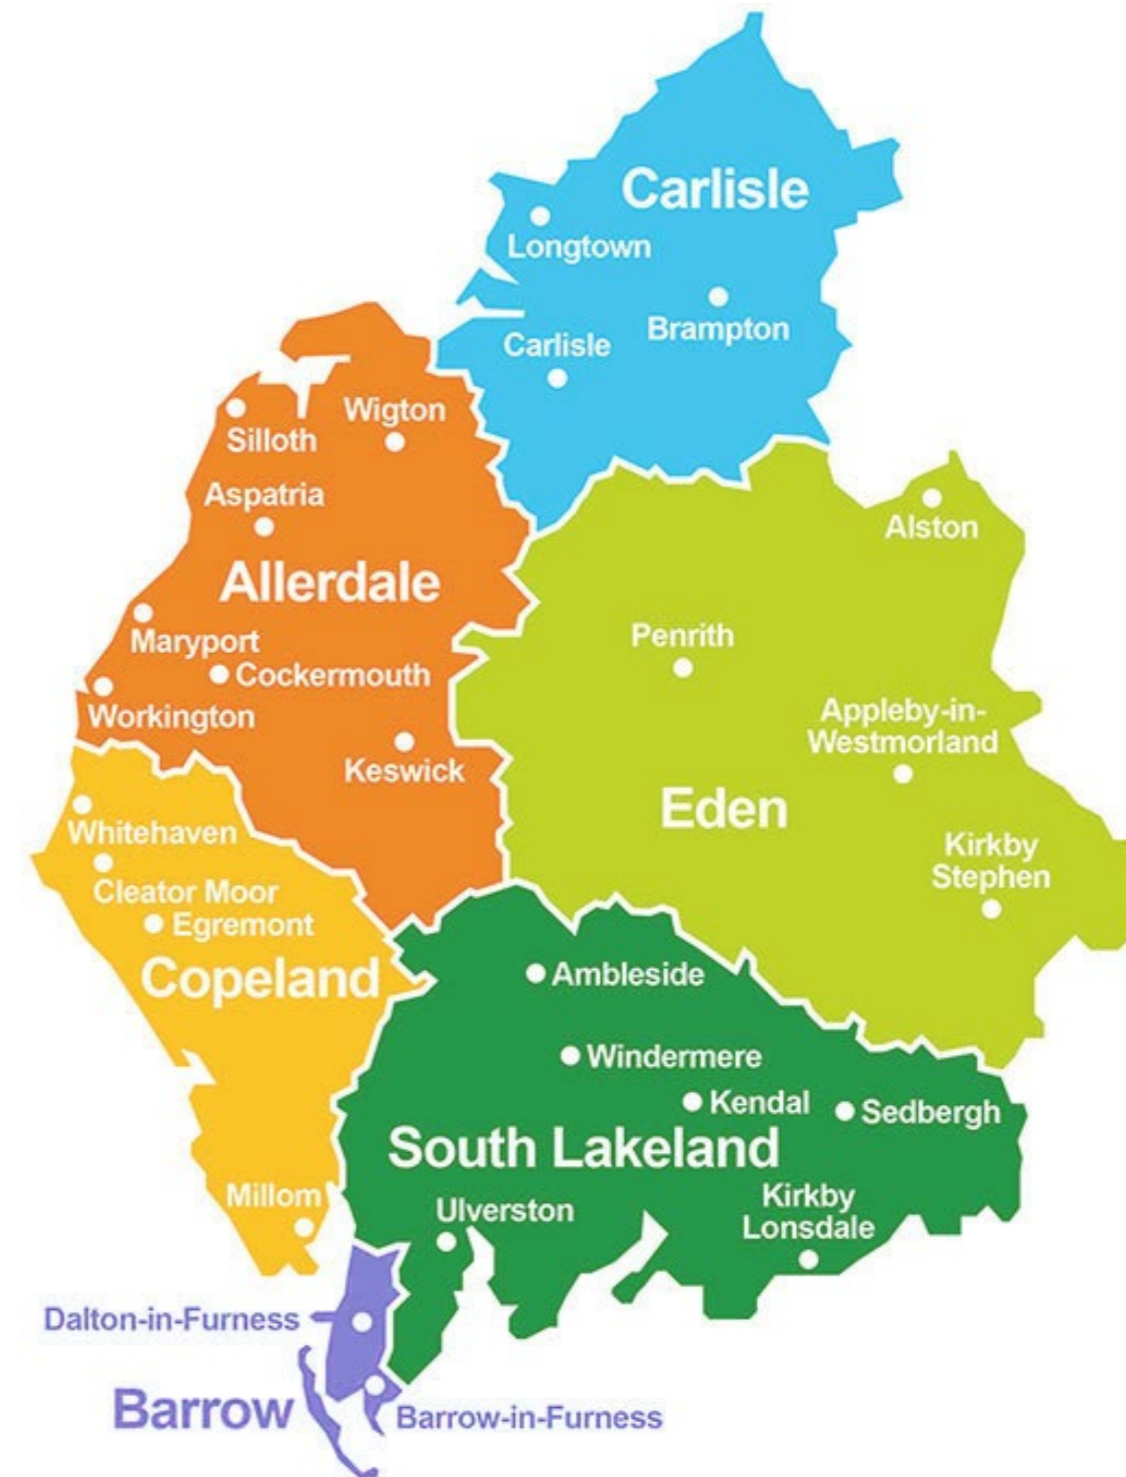 Carlisle
Longtown
Brampton
Carlisle
Wigton
Silloth
Aspatria
Allerdale
Maryport
Cockermouth
Workington
Keswick
Alston
Penrith
Appleby-in-
Westmorland
Eden
Kirkby
Stephen
Whitehaven
Cleator Moor
Egremont
Copeland
Millom
Ambleside
Windermere
Kendal
Sedbergh
South Lakeland
Ulverston
Kirkby
Lonsdale
Dalton-in-Furness
Barrow
Barrow-in-Furness